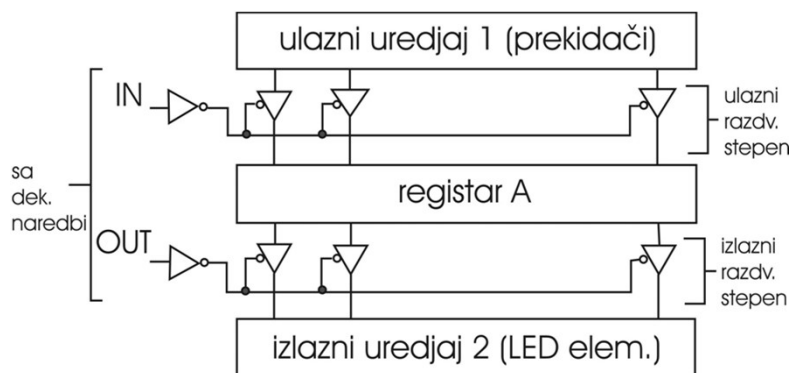 ulazni uredjaj 1 (prekidači)
IN
ulazni
razdv.
stepen
sa
dek.
naredbi
registar A
OUT
izlazni
razdv.
stepen
izlazni uredjaj 2 (LED elem.)